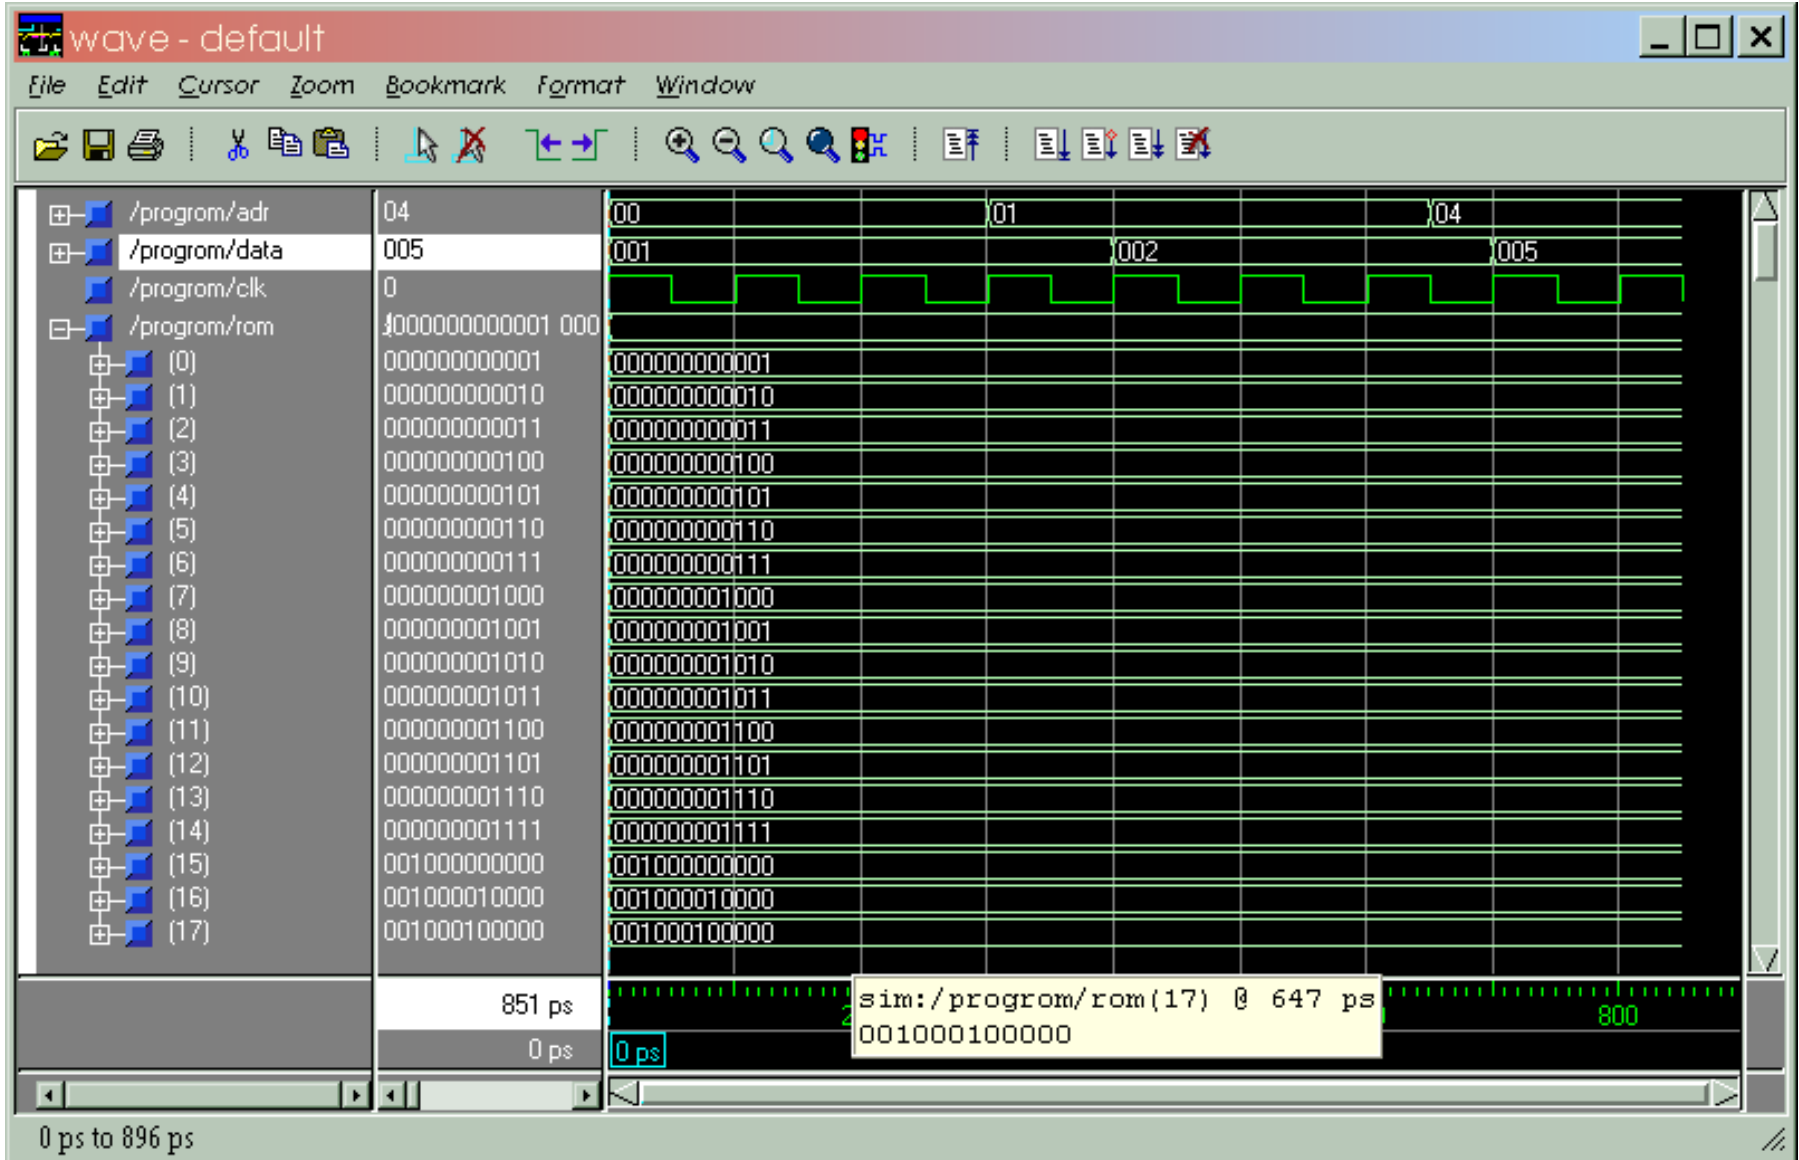 wave - default
File Edit Cursor Zoom Bookmark Format Window
/progrom/adr 04 00 01 04
/progrom/data 005 001 002 005
/progrom/clk 0
/progrom/rom 000000000001 000
(0) 000000000001 000000000001
(1) 000000000010 000000000010
(2) 000000000011 000000000011
(3) 000000000100 000000000100
(4) 000000000101 000000000101
(5) 000000000110 000000000110
(6) 000000000111 000000000111
(7) 000000001000 000000001000
(8) 000000001001 000000001001
(9) 000000001010 000000001010
(10) 000000001011 000000001011
(11) 000000001100 000000001100
(12) 000000001101 000000001101
(13) 000000001110 000000001110
(14) 000000001111 000000001111
(15) 001000000000 001000000000
(16) 001000010000 001000010000
(17) 001000100000 001000100000
851 ps sim:/progrom/rom(17) @ 647 ps 800
001000100000
0 ps 0 ps
0 ps to 896 ps